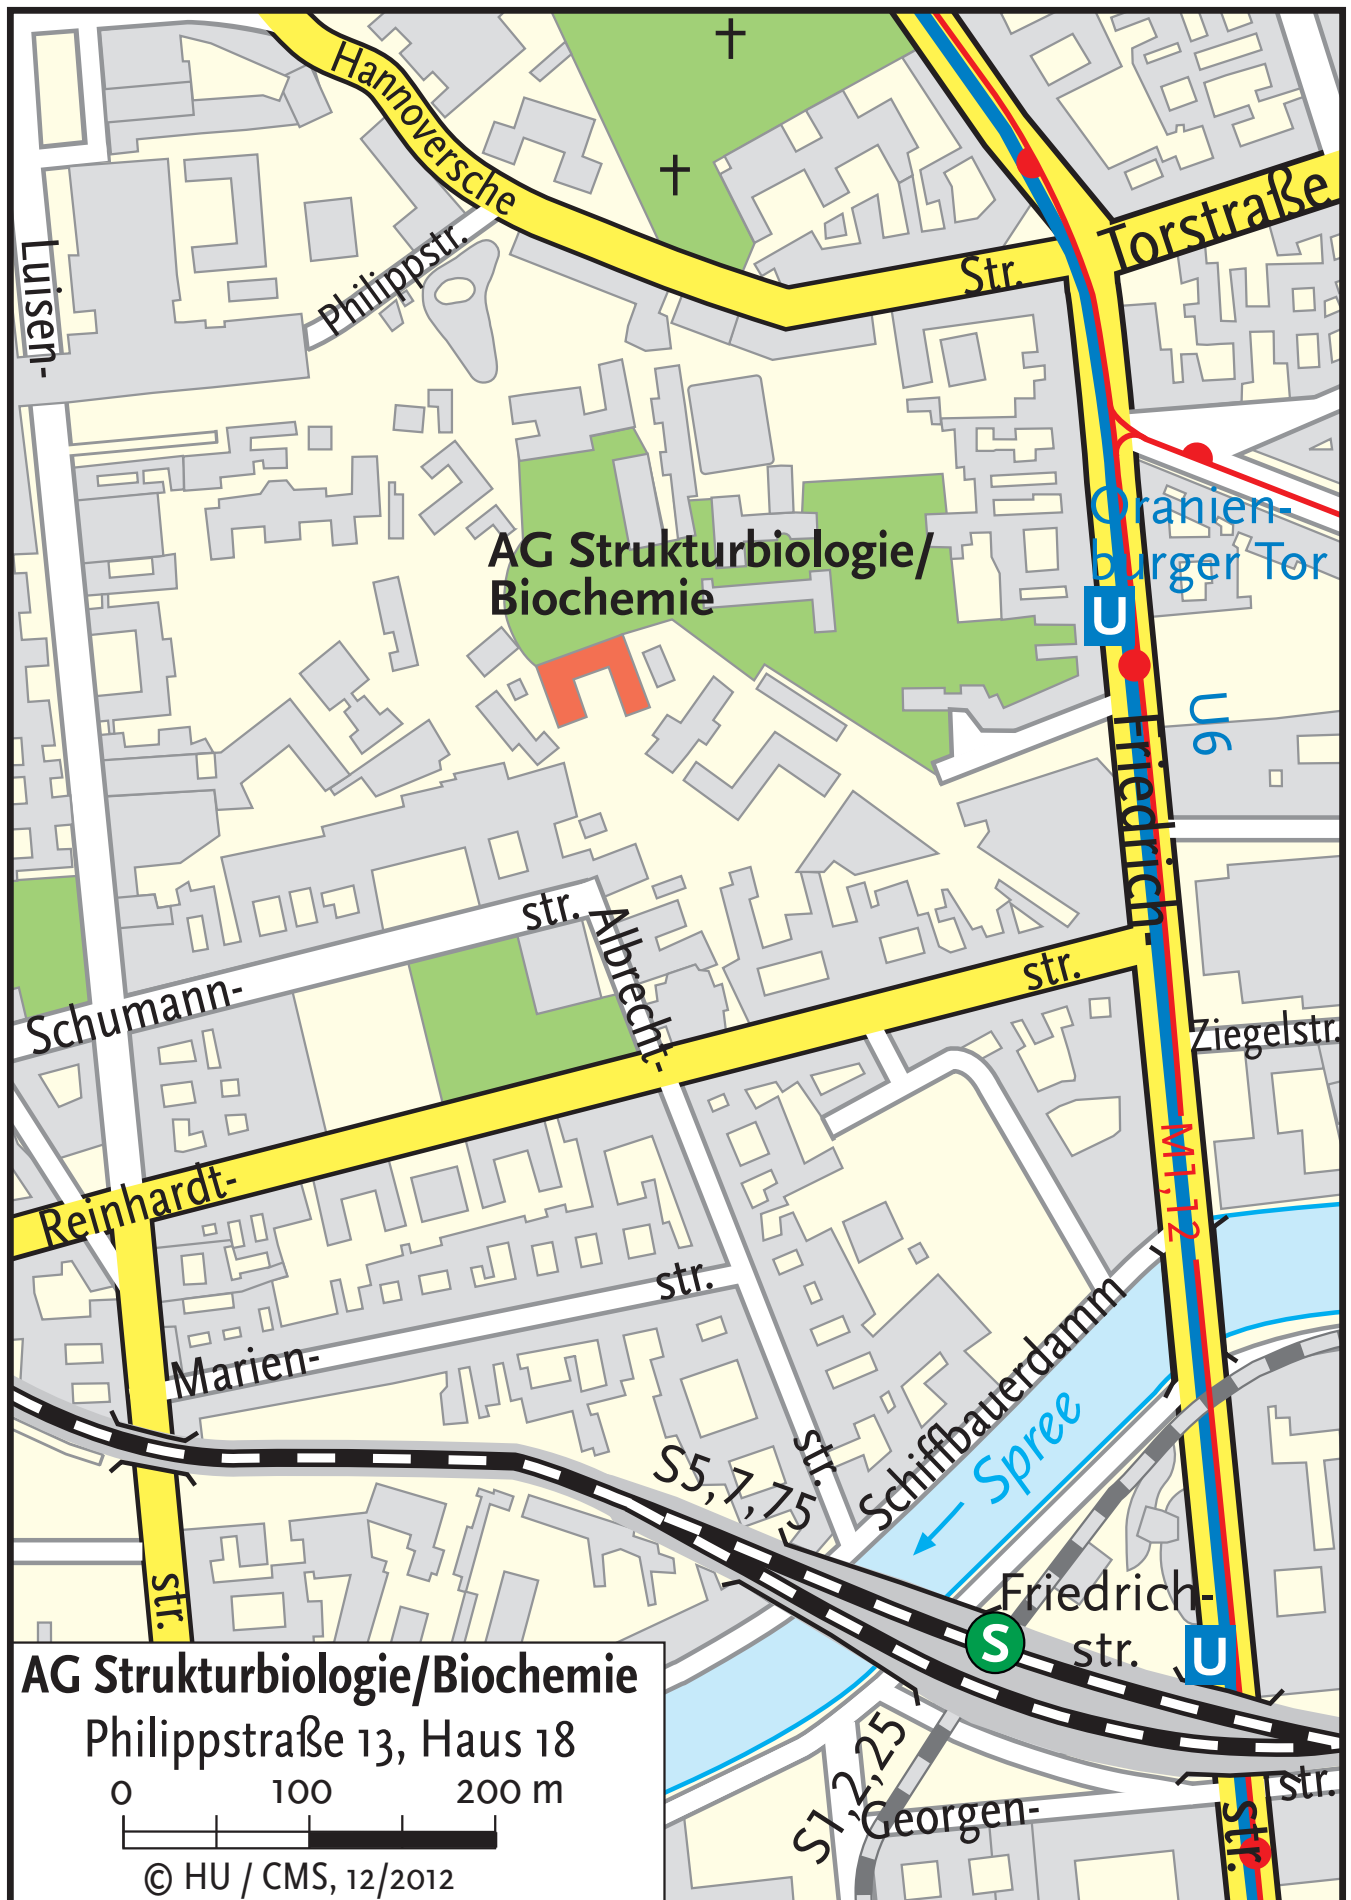 Hannoversche
Str.
Torstraße
Luisen-
Philippstr.
Oranien-
burger Tor
AG Strukturbiologie/
Biochemie
U
U6
Friedrich-
str.
Albrecht-
str.
Schumann-
Ziegelstr.
M1,12
Reinhardt-
str.
Marien-
Schiffbauerdamm
Spree
S5,7,75
str.
str.
Friedrich-
str.
S
U
S1,2,25
Georgen-
str.
Str.
AG Strukturbiologie/Biochemie
Philippstraße 13, Haus 18
0 100 200 m
© HU / CMS, 12/2012